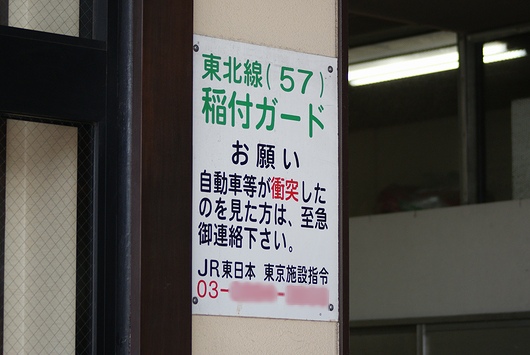 東北線(57)
稲付ガード
お願い
自動車等が衝突した
のを見た方は、至急
御連絡下さい。
JR東日本 東京施設指令
03-